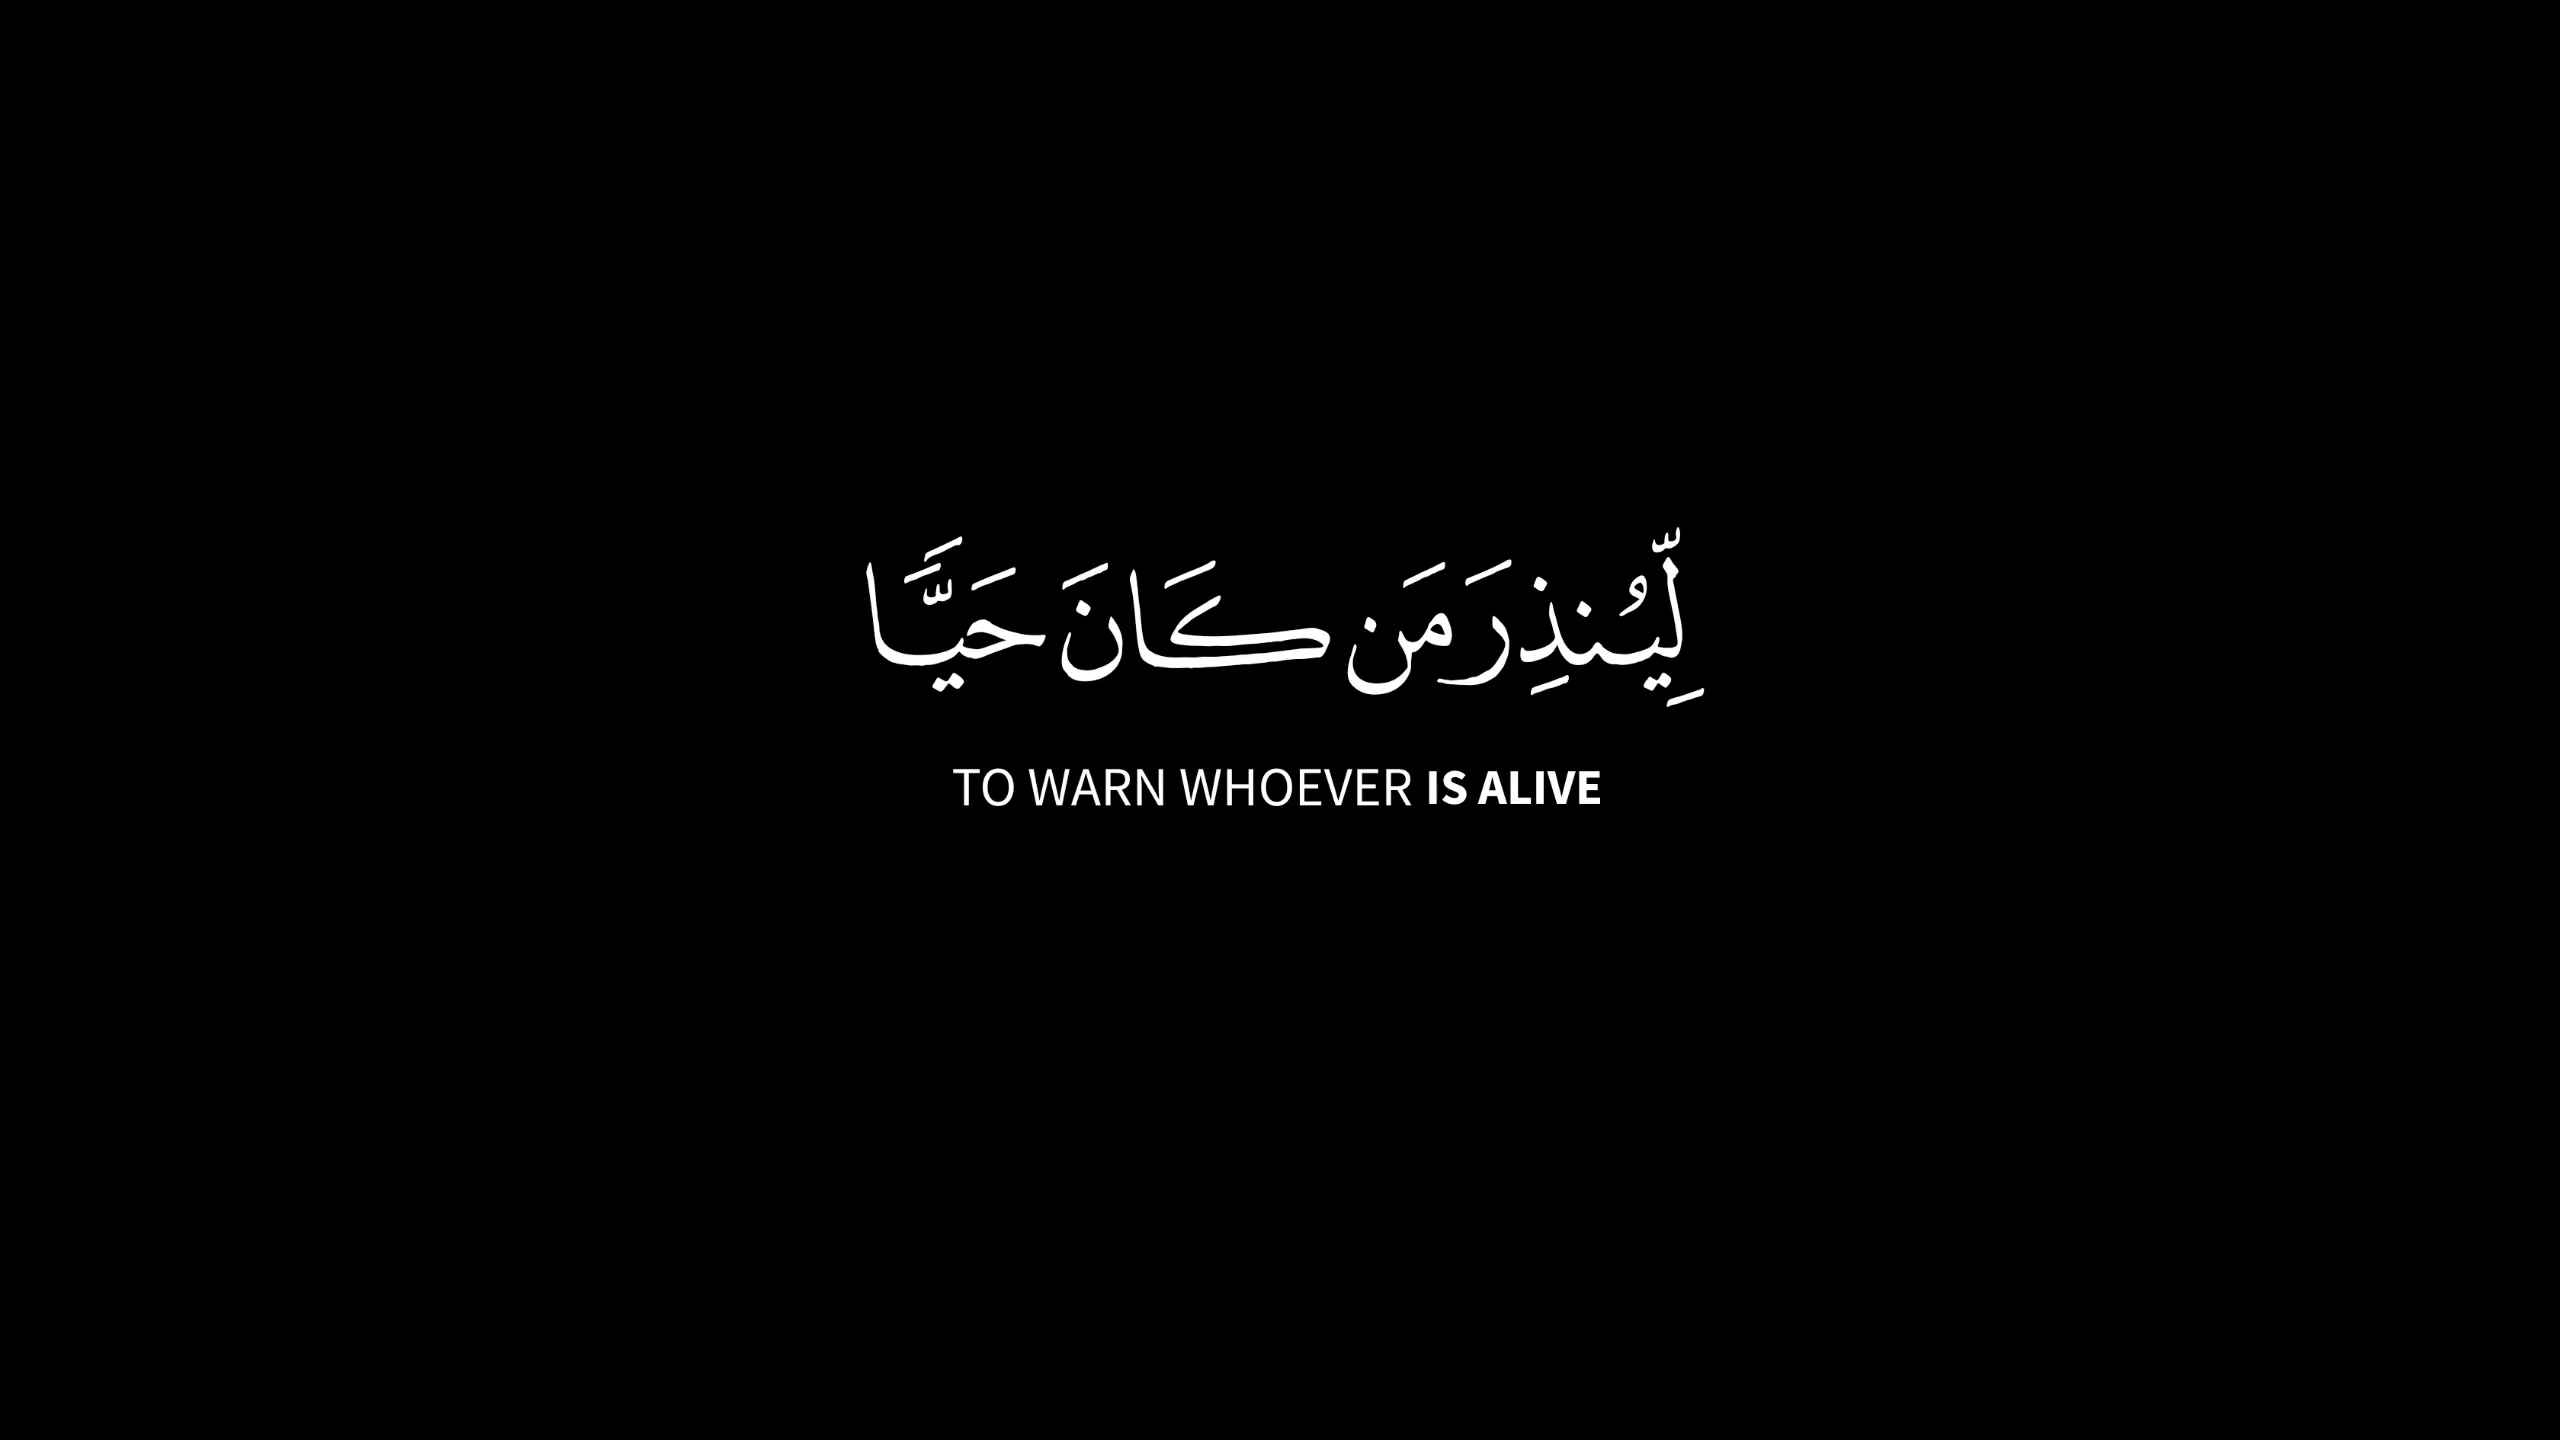 لِّيُنذِرَ مَن كَانَ حَيًّا
TO WARN WHOEVER IS ALIVE